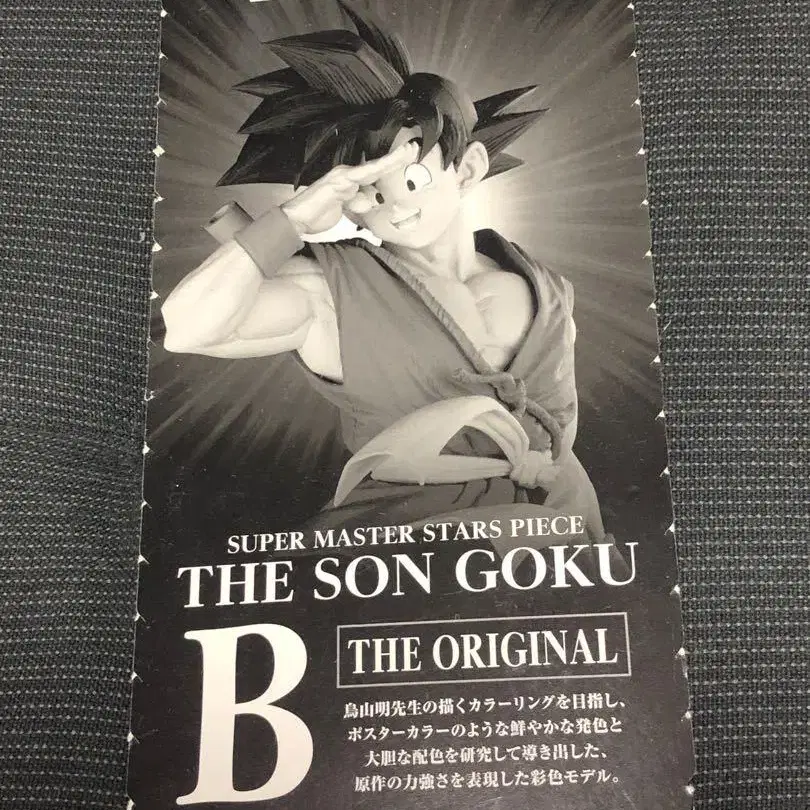 SUPER MASTER STARS PIECE
THE SON GOKU
B
THE ORIGINAL
鳥山明先生の描くカラーリングを目指し、
ポスターカラーのような鮮やかな発色と
大胆な配色を研究して導き出した、
原作の力強さを表現した彩色モデル。